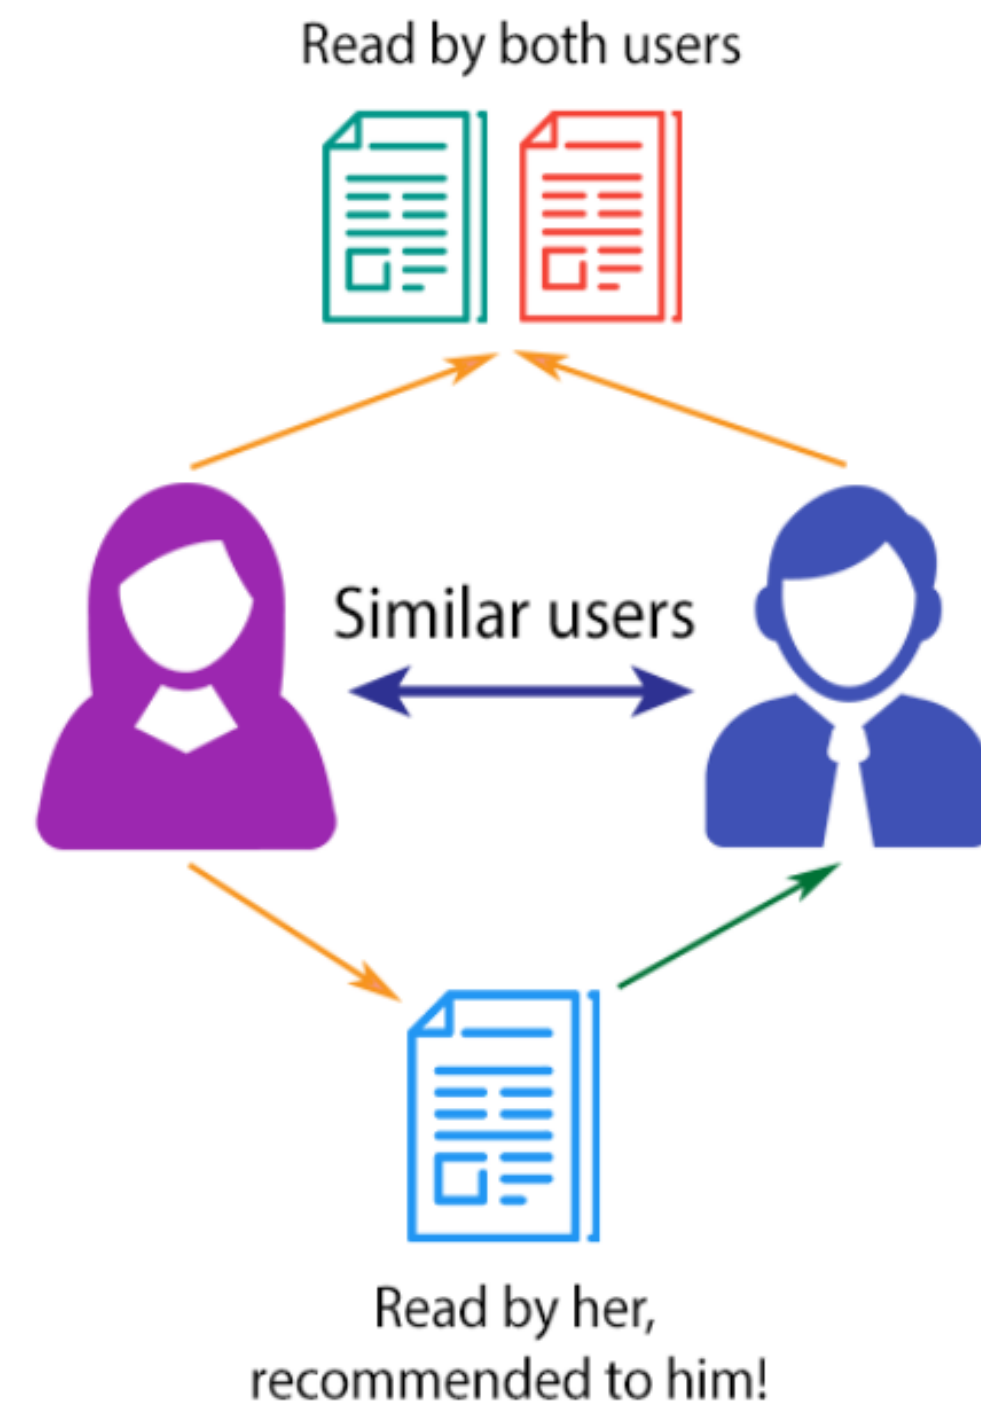 Read by both users
Similar users
Read by her,
recommended to him!